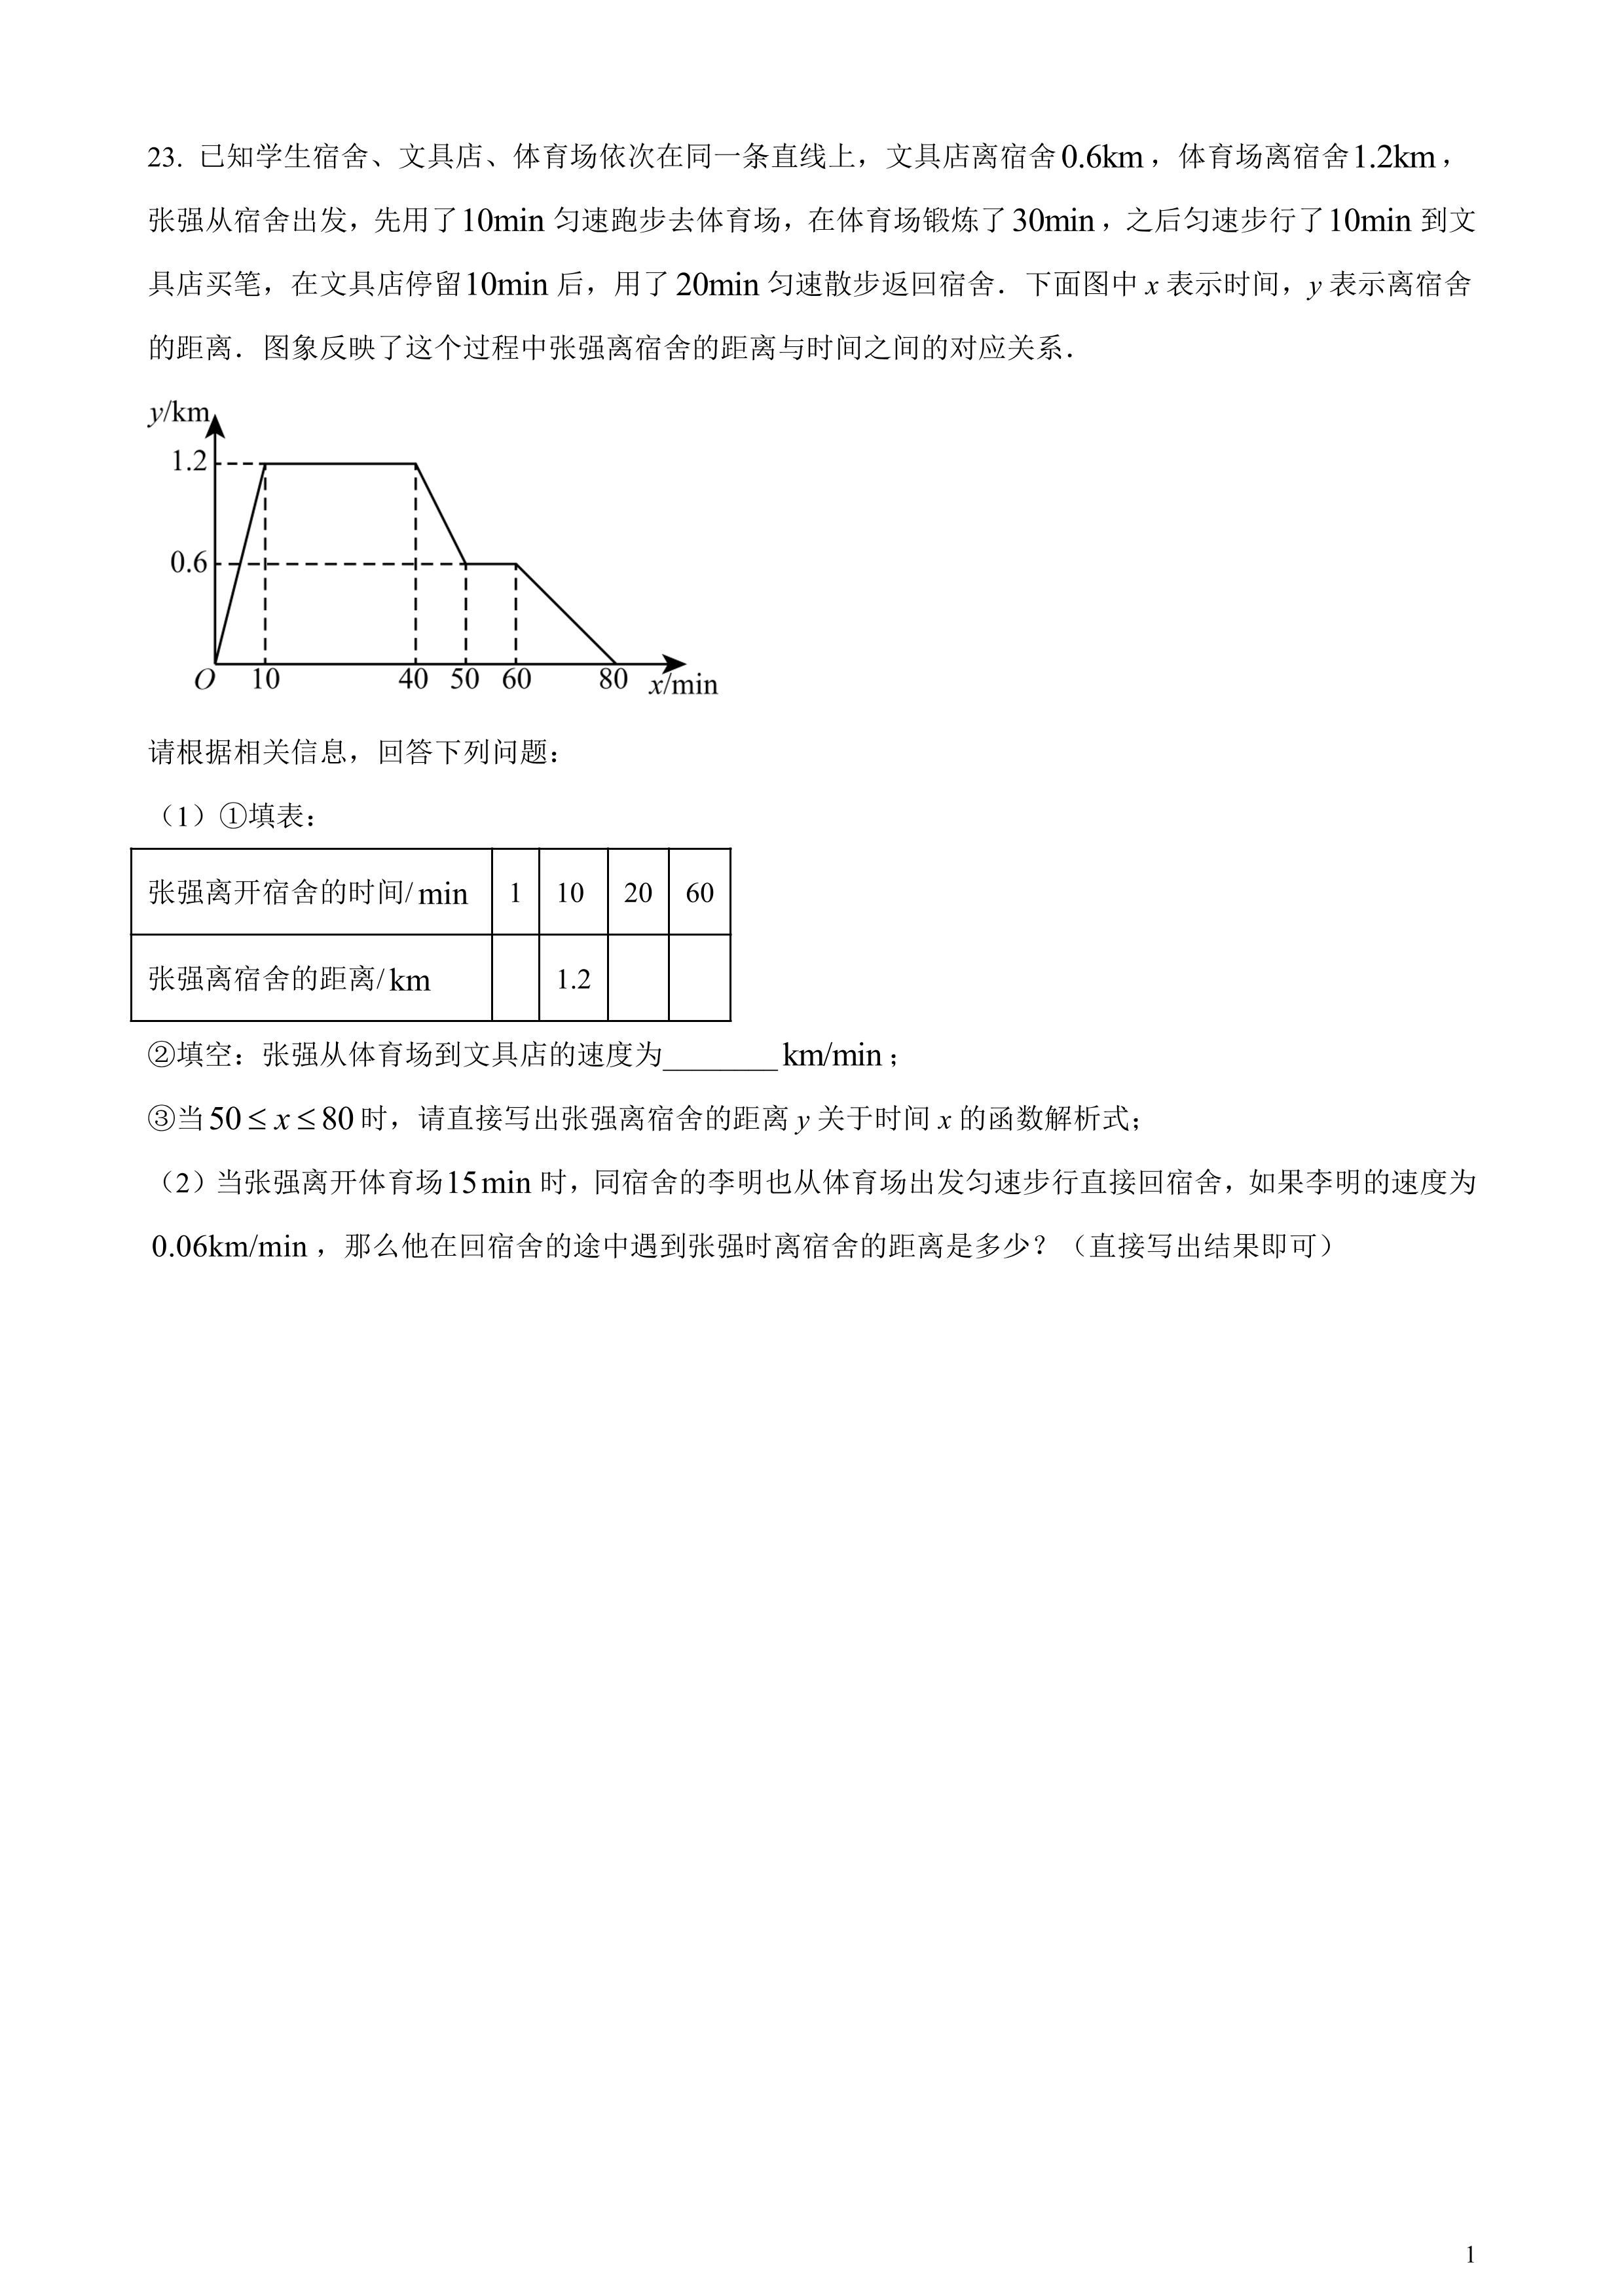 23. 已知学生宿舍、文具店、体育场依次在同一条直线上，文具店离宿舍0.6km，体育场离宿舍1.2km，
张强从宿舍出发，先用了10min匀速跑步去体育场，在体育场锻炼了30min，之后匀速步行了10min到文
具店买笔，在文具店停留10min后，用了20min匀速散步返回宿舍．下面图中x表示时间，y表示离宿舍
的距离．图象反映了这个过程中张强离宿舍的距离与时间之间的对应关系．
y/km
1.2
0.6
O 10 40 50 60 80 x/min
请根据相关信息，回答下列问题：
（1）①填表：
张强离开宿舍的时间/min 1 10 20 60
张强离宿舍的距离/km 1.2
②填空：张强从体育场到文具店的速度为________km/min；
③当50≤x≤80时，请直接写出张强离宿舍的距离y关于时间x的函数解析式；
（2）当张强离开体育场15min时，同宿舍的李明也从体育场出发匀速步行直接回宿舍，如果李明的速度为
0.06km/min，那么他在回宿舍的途中遇到张强时离宿舍的距离是多少？（直接写出结果即可）
1